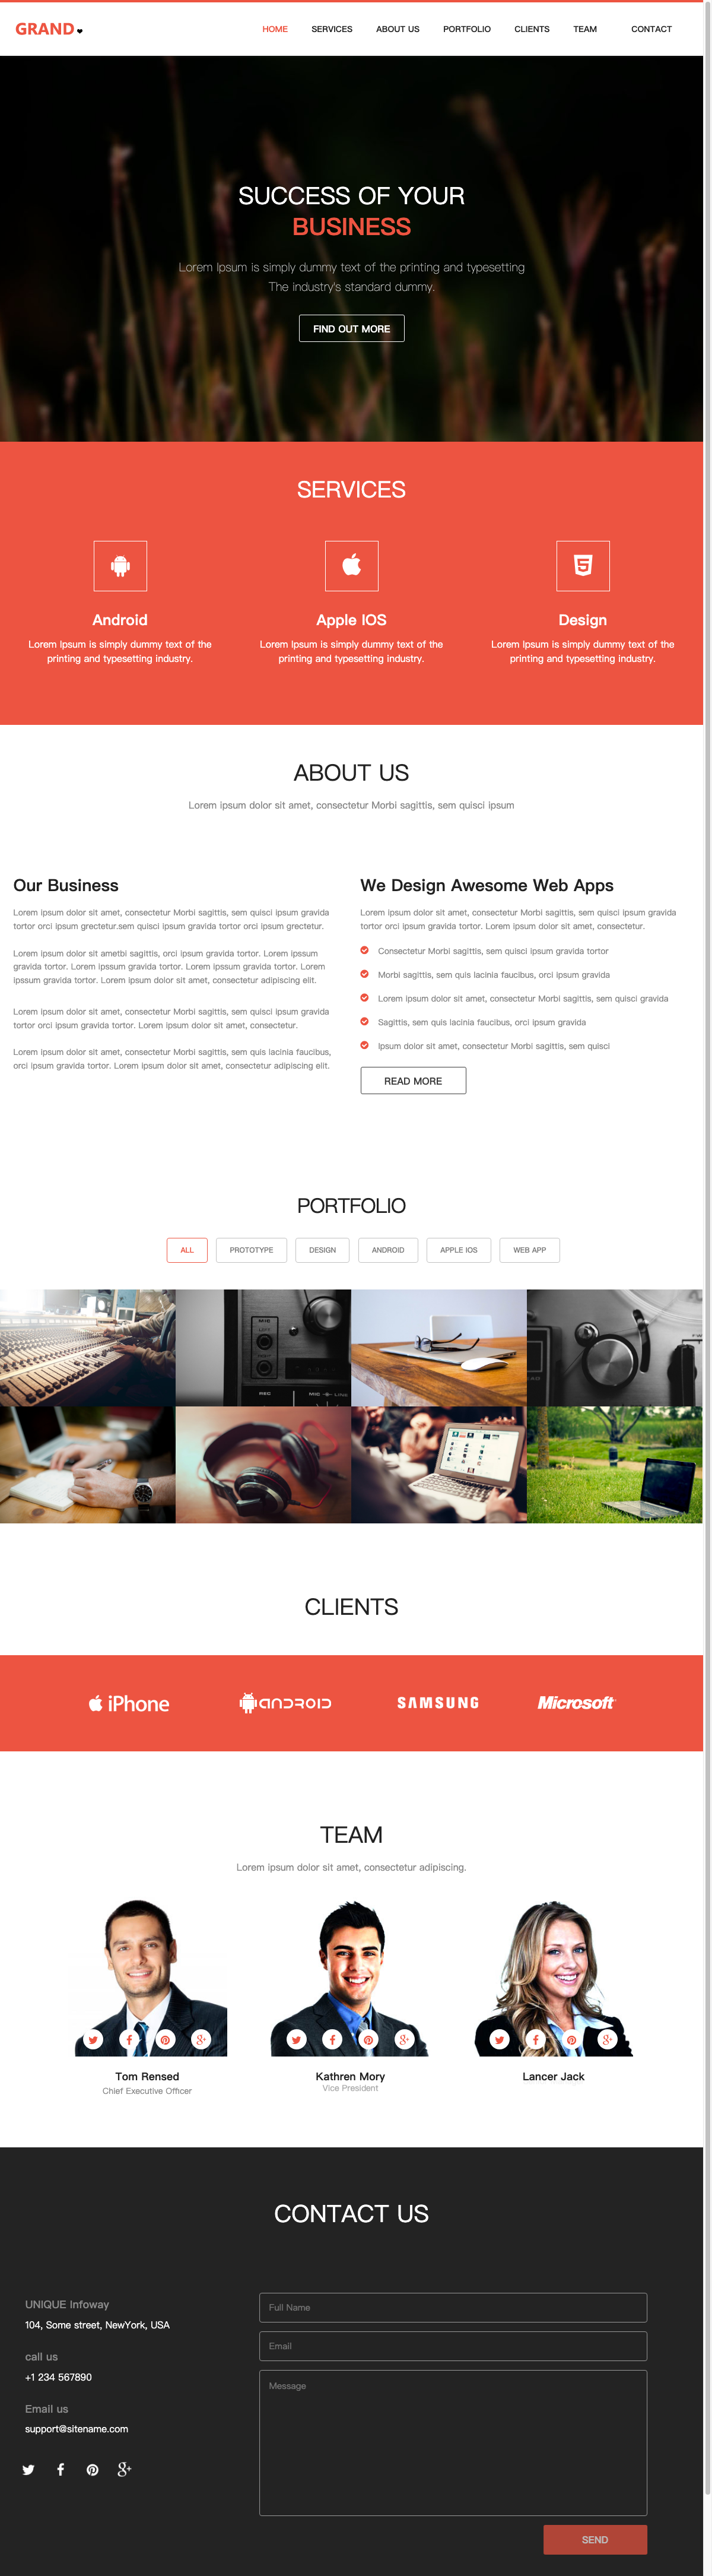 GRAND
HOME SERVICES ABOUT US PORTFOLIO CLIENTS TEAM CONTACT
SUCCESS OF YOUR
BUSINESS
Lorem Ipsum is simply dummy text of the printing and typesetting
The industry's standard dummy.
FIND OUT MORE
SERVICES
Android
Lorem Ipsum is simply dummy text of the
printing and typesetting industry.
Apple IOS
Lorem Ipsum is simply dummy text of the
printing and typesetting industry.
Design
Lorem Ipsum is simply dummy text of the
printing and typesetting industry.
ABOUT US
Lorem ipsum dolor sit amet, consectetur Morbi sagittis, sem quisci ipsum
Our Business
Lorem ipsum dolor sit amet, consectetur Morbi sagittis, sem quisci ipsum gravida
tortor orci ipsum grectetur.sem quisci ipsum gravida tortor orci ipsum grectetur.
Lorem ipsum dolor sit ametbi sagittis, orci ipsum gravida tortor. Lorem ipssum
gravida tortor. Lorem ipssum gravida tortor. Lorem ipssum gravida tortor. Lorem
ipssum gravida tortor. Lorem ipsum dolor sit amet, consectetur adipiscing elit.
Lorem ipsum dolor sit amet, consectetur Morbi sagittis, sem quisci ipsum gravida
tortor orci ipsum gravida tortor. Lorem ipsum dolor sit amet, consectetur.
Lorem ipsum dolor sit amet, consectetur Morbi sagittis, sem quis lacinia faucibus,
orci ipsum gravida tortor. Lorem ipsum dolor sit amet, consectetur adipiscing elit.
We Design Awesome Web Apps
Lorem ipsum dolor sit amet, consectetur Morbi sagittis, sem quisci ipsum gravida
tortor orci ipsum gravida tortor. Lorem ipsum dolor sit amet, consectetur.
Consectetur Morbi sagittis, sem quisci ipsum gravida tortor
Morbi sagittis, sem quis lacinia faucibus, orci ipsum gravida
Lorem ipsum dolor sit amet, consectetur Morbi sagittis, sem quisci gravida
Sagittis, sem quis lacinia faucibus, orci ipsum gravida
Ipsum dolor sit amet, consectetur Morbi sagittis, sem quisci
READ MORE
PORTFOLIO
ALL PROTOTYPE DESIGN ANDROID APPLE IOS WEB APP
REC MIC LINE
CLIENTS
iPhone ANDROID SAMSUNG Microsoft
TEAM
Lorem ipsum dolor sit amet, consectetur adipiscing.
Tom Rensed
Chief Executive Officer
Kathren Mory
Vice President
Lancer Jack
CONTACT US
UNIQUE Infoway
104, Some street, NewYork, USA
call us
+1 234 567890
Email us
support@sitename.com
Full Name
Email
Message
SEND